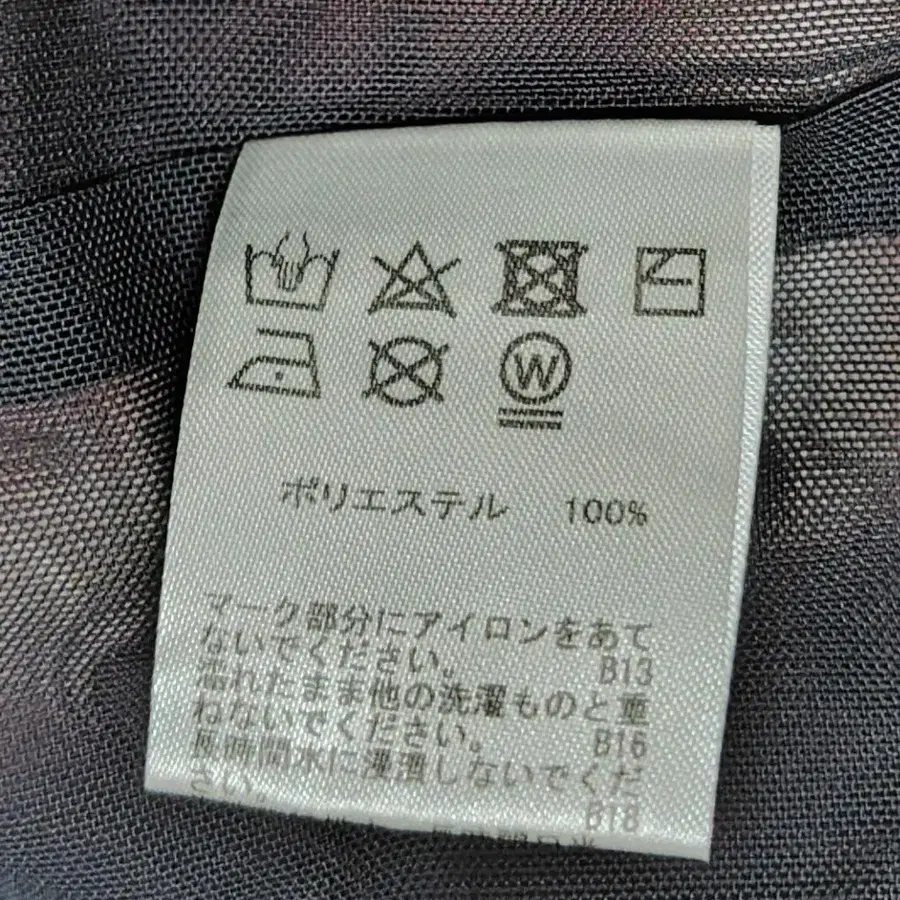 W
ポリエステル 100%
マーク部分にアイロンをあて
ないでください。 B13
濡れたまま他の洗濯ものと重
ねないでください。 B16
長時間水に浸漬しないでくだ
さい。 B18